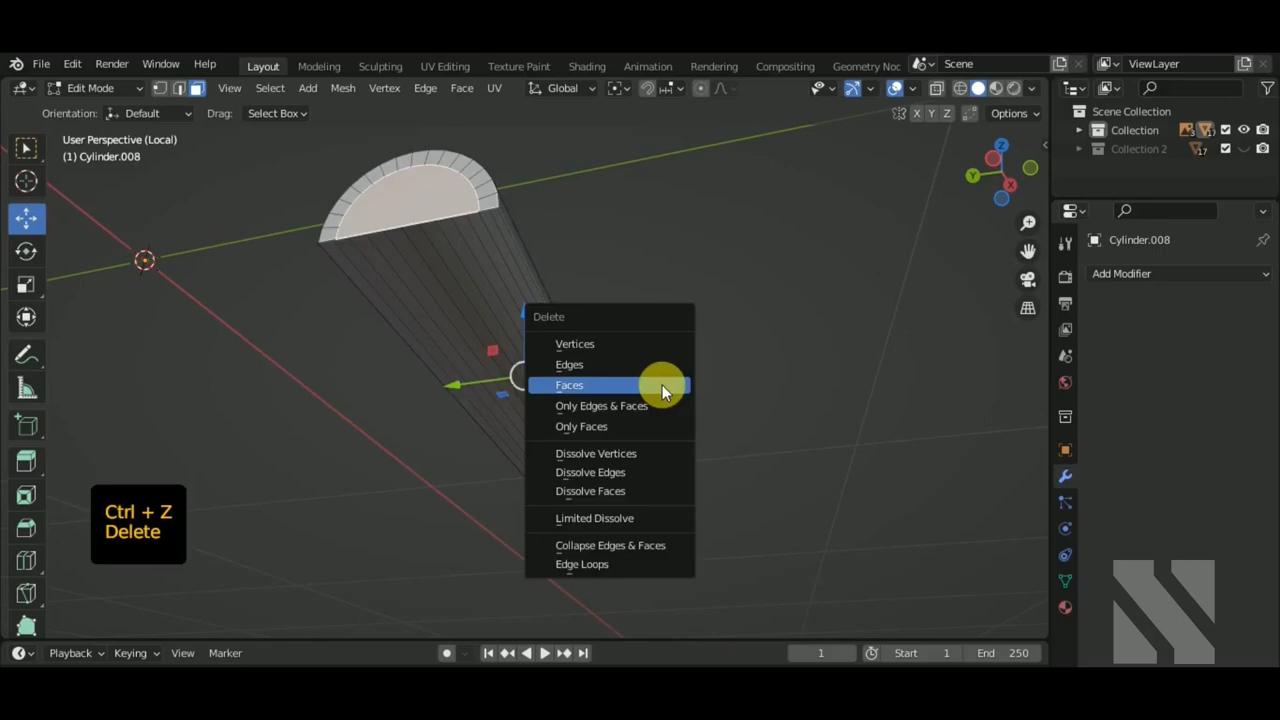 File Edit Render Window Help
Layout Modeling Sculpting UV Editing Texture Paint Shading Animation Rendering Compositing Geometry Noc
Scene
ViewLayer
Edit Mode
View Select Add Mesh Vertex Edge Face UV
Global
Orientation: Default Drag: Select Box
X Y Z
Options
Scene Collection
Collection
17
Collection 2
17
User Perspective (Local)
(1) Cylinder.008
Z
Y
X
Cylinder.008
Add Modifier
Delete
Vertices
Edges
Faces
Only Edges & Faces
Only Faces
Dissolve Vertices
Dissolve Edges
Dissolve Faces
Limited Dissolve
Collapse Edges & Faces
Edge Loops
Ctrl + Z
Delete
Playback Keying View Marker
1
Start 1
End 250